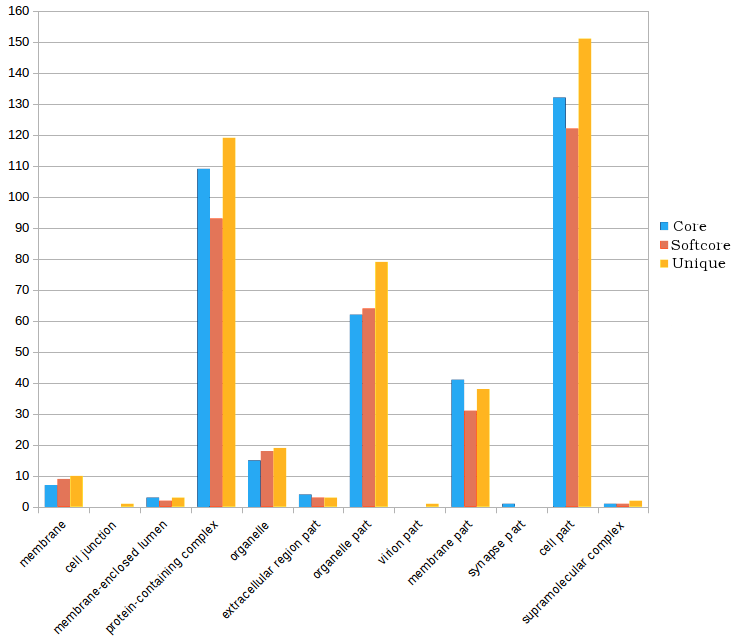 160
150
140
130
120
110
100
90
80
70
60
50
40
30
20
10
0
Core
Softcore
Unique
membrane
cell junction
membrane-enclosed lumen
protein-containing complex
organelle
extracellular region part
organelle part
virion part
membrane part
synapse part
cell part
supramolecular complex